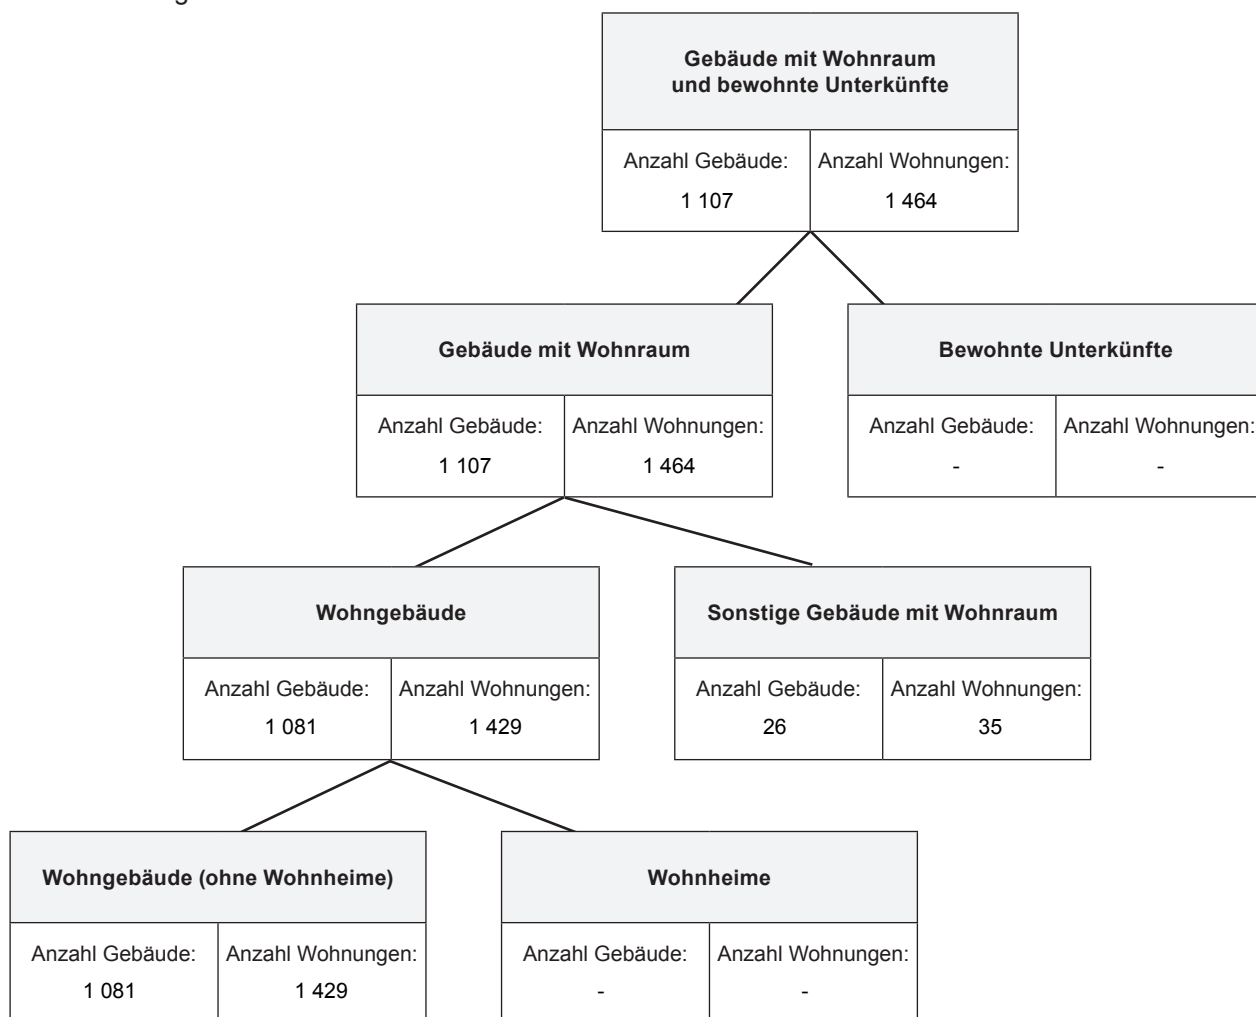 Gebäude mit Wohnraum
und bewohnte Unterkünfte
Anzahl Gebäude: Anzahl Wohnungen:
1 107 1 464
Gebäude mit Wohnraum Bewohnte Unterkünfte
Anzahl Gebäude: Anzahl Wohnungen: Anzahl Gebäude: Anzahl Wohnungen:
1 107 1 464 - -
Wohngebäude Sonstige Gebäude mit Wohnraum
Anzahl Gebäude: Anzahl Wohnungen: Anzahl Gebäude: Anzahl Wohnungen:
1 081 1 429 26 35
Wohngebäude (ohne Wohnheime) Wohnheime
Anzahl Gebäude: Anzahl Wohnungen: Anzahl Gebäude: Anzahl Wohnungen:
1 081 1 429 - -